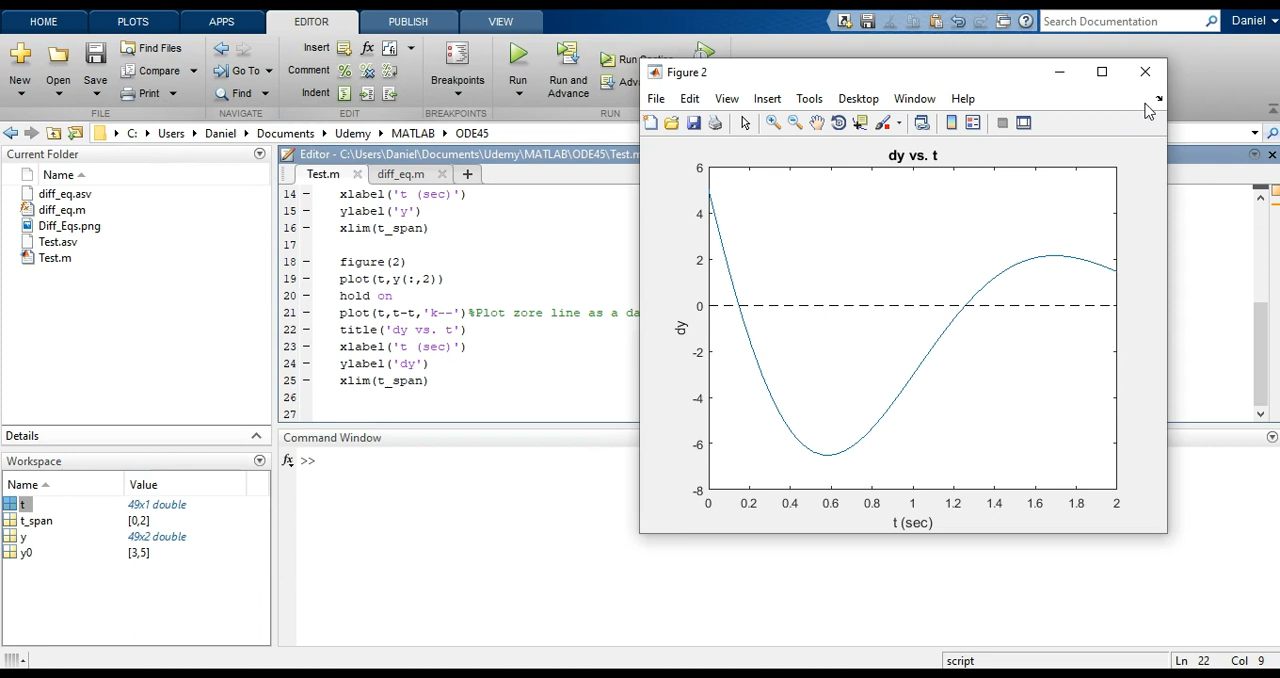 HOME PLOTS APPS EDITOR PUBLISH VIEW Search Documentation Daniel
New Open Save Find Files Compare Print Go To Find Insert Comment Indent fx Breakpoints Run Run and Advance
FILE NAVIGATE EDIT BREAKPOINTS RUN
C: Users Daniel Documents Udemy MATLAB ODE45
Current Folder
Name
diff_eq.asv
diff_eq.m
Diff_Eqs.png
Test.asv
Test.m
Details
Workspace
Name Value
t 49x1 double
t_span [0,2]
y 49x2 double
y0 [3,5]
Editor - C:\Users\Daniel\Documents\Udemy\MATLAB\ODE45\Test.m
Test.m diff_eq.m
14 – xlabel('t (sec)')
15 – ylabel('y')
16 – xlim(t_span)
17
18 – figure(2)
19 – plot(t,y(:,2))
20 – hold on
21 – plot(t,t-t,'k--')%Plot zore line as a da
22 – title('dy vs. t')
23 – xlabel('t (sec)')
24 – ylabel('dy')
25 – xlim(t_span)
26
27
Command Window
fx >>
Figure 2
File Edit View Insert Tools Desktop Window Help
dy vs. t
6
4
2
0
-2
-4
-6
-8
dy
0 0.2 0.4 0.6 0.8 1 1.2 1.4 1.6 1.8 2
t (sec)
script Ln 22 Col 9